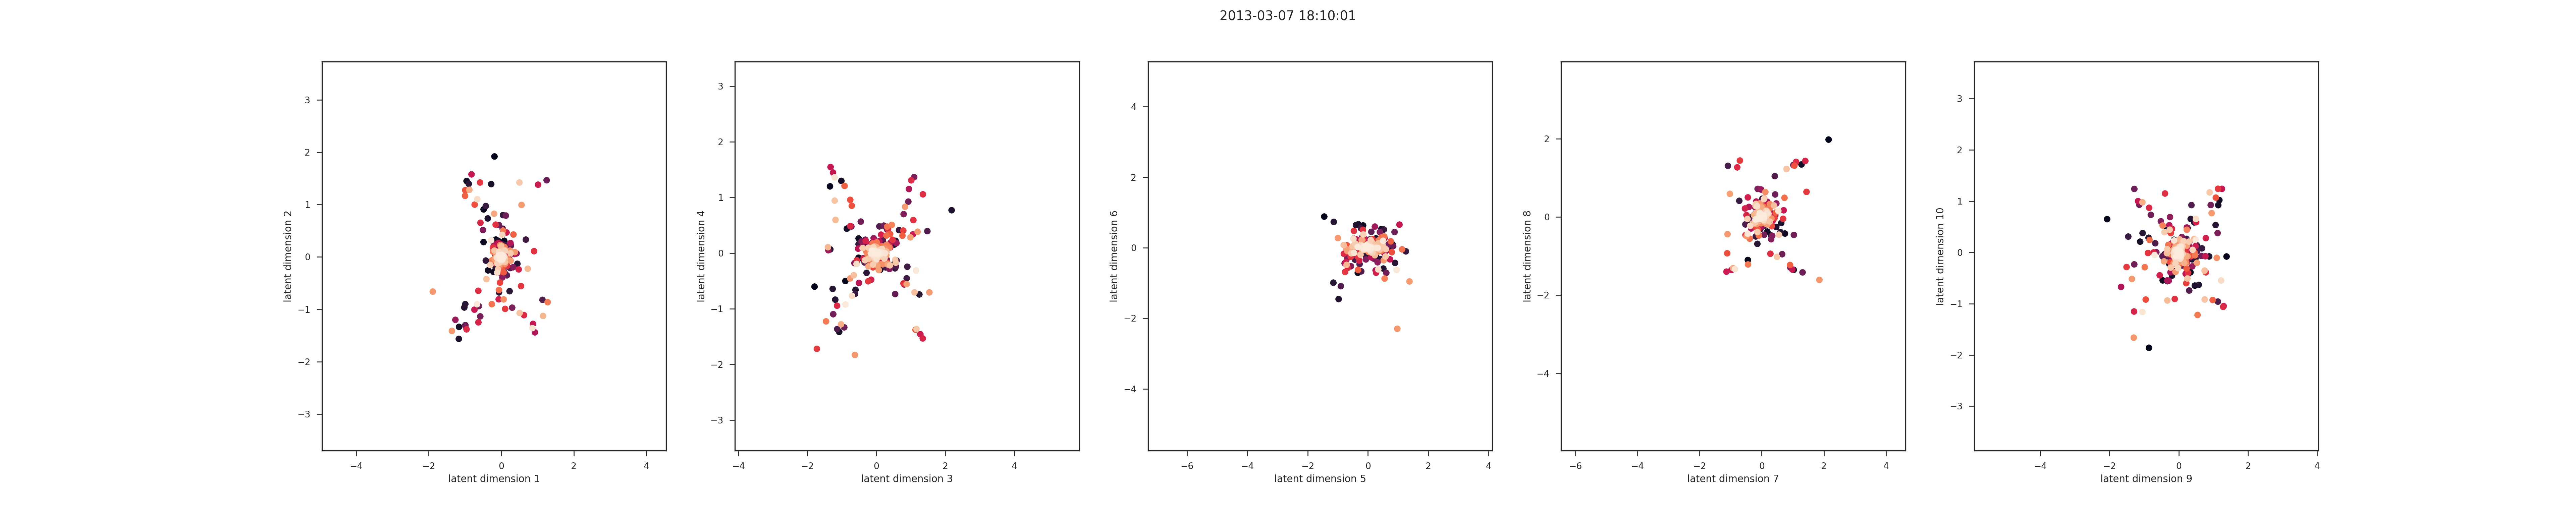 2013-03-07 18:10:01
latent dimension 2
3
2
1
0
−1
−2
−3
−4 −2 0 2 4
latent dimension 1
latent dimension 4
3
2
1
0
−1
−2
−3
−4 −2 0 2 4
latent dimension 3
latent dimension 6
4
2
0
−2
−4
−6 −4 −2 0 2 4
latent dimension 5
latent dimension 8
2
0
−2
−4
−6 −4 −2 0 2 4
latent dimension 7
latent dimension 10
3
2
1
0
−1
−2
−3
−4 −2 0 2 4
latent dimension 9